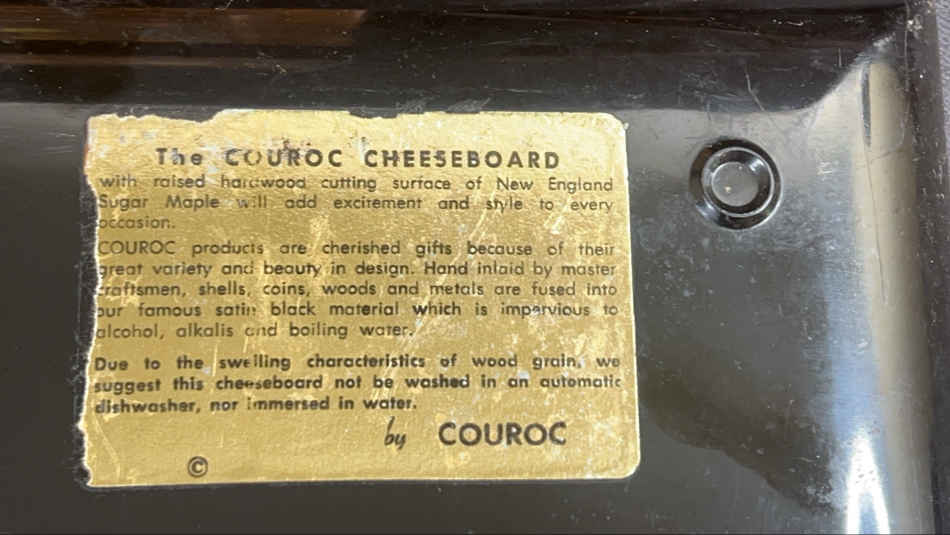 The COUROC CHEESEBOARD
with raised hardwood cutting surface of New England
Sugar Maple will add excitement and style to every
occasion.
COUROC products are cherished gifts because of their
great variety and beauty in design. Hand inlaid by master
craftsmen, shells, coins, woods and metals are fused into
our famous satin black material which is impervious to
alcohol, alkalis and boiling water.
Due to the swelling characteristics of wood grain, we
suggest this cheeseboard not be washed in an automatic
dishwasher, nor immersed in water.
by COUROC
©